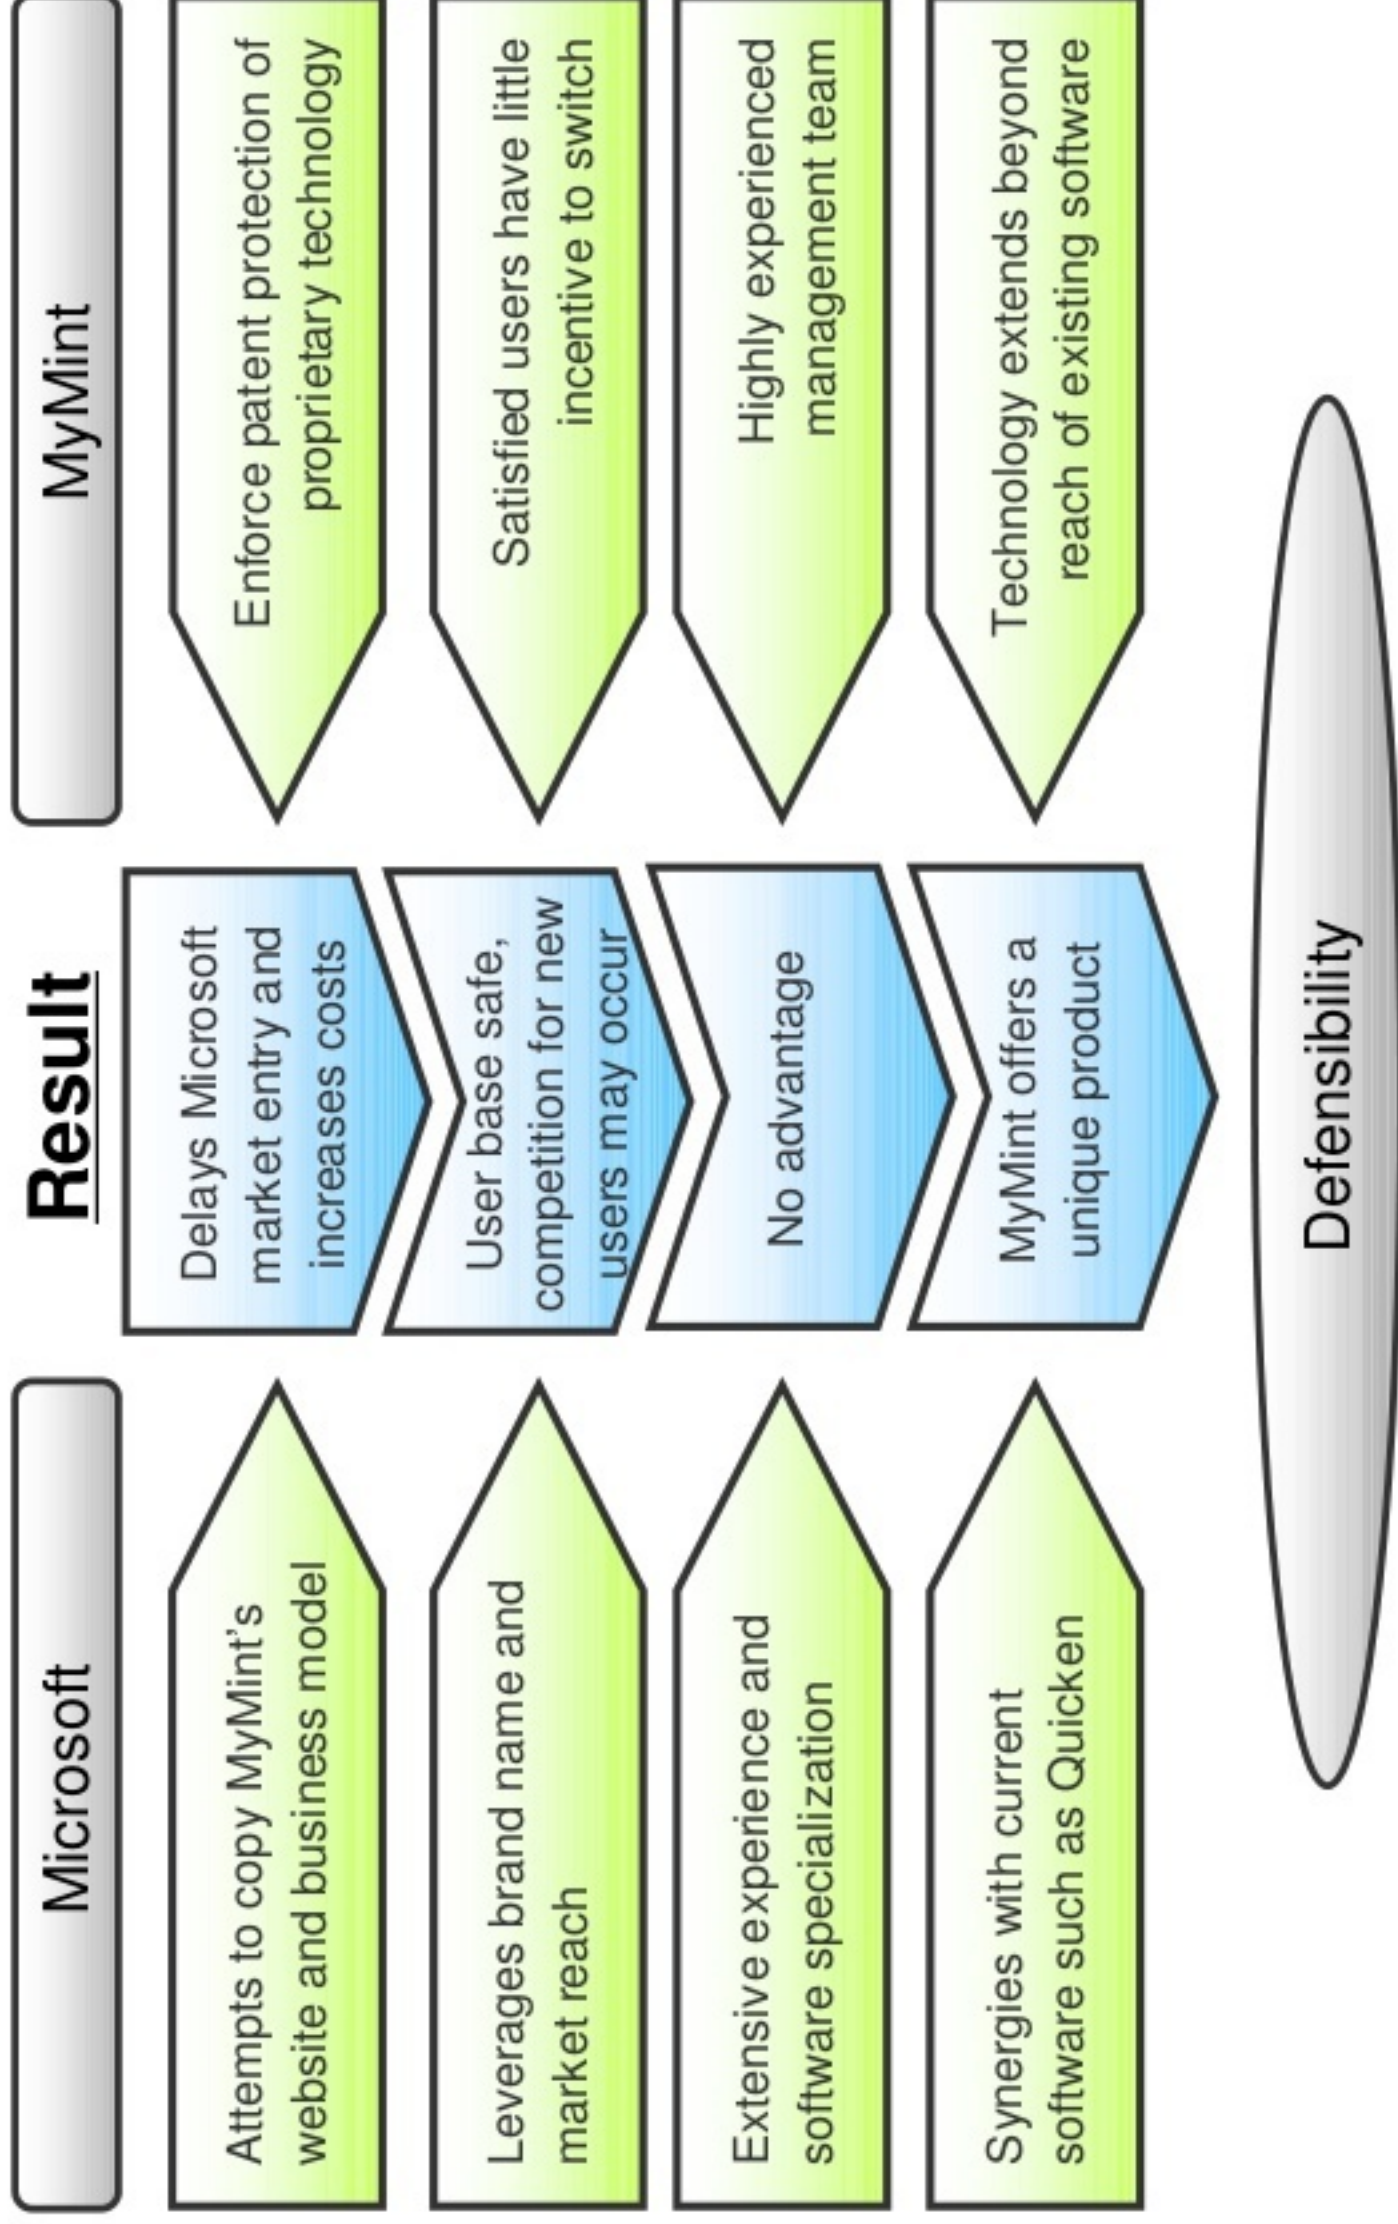 Microsoft
Result
MyMint
Attempts to copy MyMint's
website and business model
Delays Microsoft
market entry and
increases costs
Enforce patent protection of
proprietary technology
Leverages brand name and
market reach
User base safe,
competition for new
users may occur
Satisfied users have little
incentive to switch
Extensive experience and
software specialization
No advantage
Highly experienced
management team
Synergies with current
software such as Quicken
MyMint offers a
unique product
Technology extends beyond
reach of existing software
Defensibility